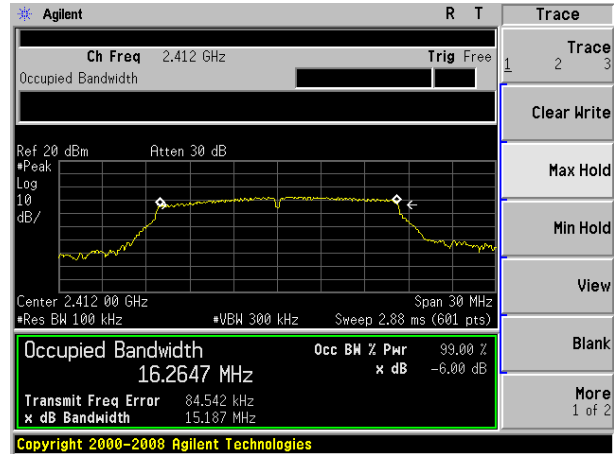 Agilent R T Trace
Ch Freq 2.412 GHz Trig Free
Occupied Bandwidth
Trace
1 2 3
Clear Write
Max Hold
Min Hold
View
Blank
More
1 of 2
Ref 20 dBm Atten 30 dB
#Peak
Log
10
dB/
Center 2.412 00 GHz Span 30 MHz
#Res BW 100 kHz #VBW 300 kHz Sweep 2.88 ms (601 pts)
Occupied Bandwidth Occ BW % Pwr 99.00 %
16.2647 MHz x dB -6.00 dB
Transmit Freq Error 84.542 kHz
x dB Bandwidth 15.187 MHz
Copyright 2000-2008 Agilent Technologies